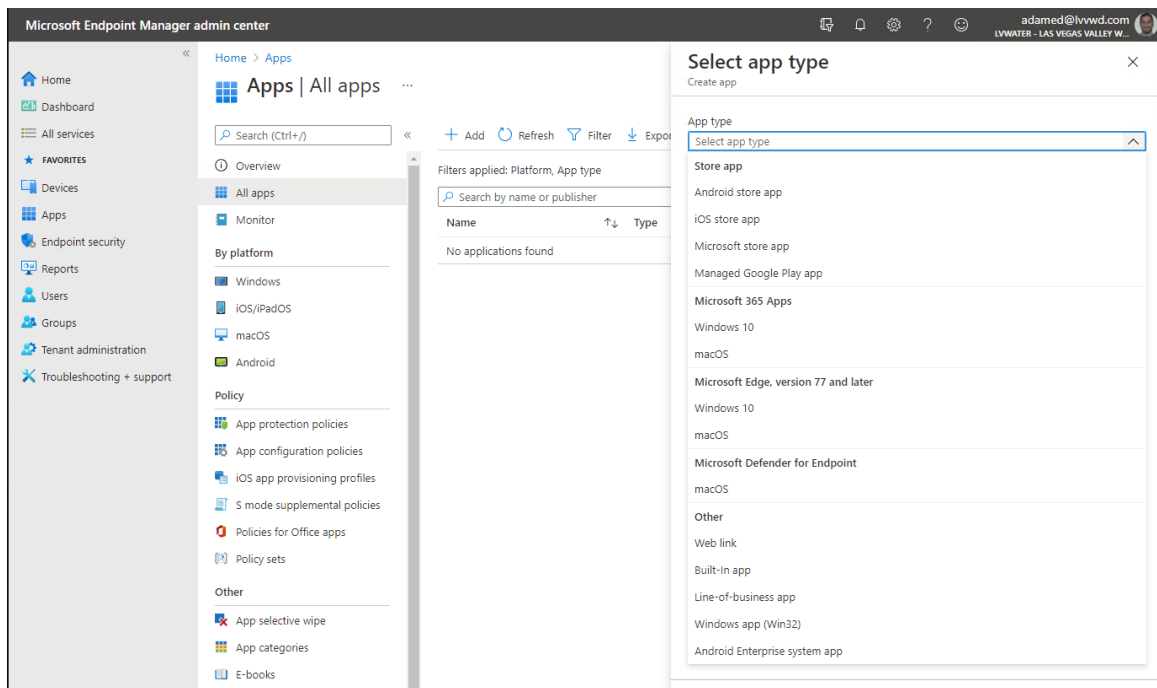 Microsoft Endpoint Manager admin center
adamed@lvvwd.com
LVWATER - LAS VEGAS VALLEY W...
«
Home
Dashboard
All services
FAVORITES
Devices
Apps
Endpoint security
Reports
Users
Groups
Tenant administration
Troubleshooting + support
Home > Apps
Apps | All apps ...
Search (Ctrl+/) «
Overview
All apps
Monitor
By platform
Windows
iOS/iPadOS
macOS
Android
Policy
App protection policies
App configuration policies
iOS app provisioning profiles
S mode supplemental policies
Policies for Office apps
Policy sets
Other
App selective wipe
App categories
E-books
+ Add Refresh Filter Expor
Filters applied: Platform, App type
Search by name or publisher
Name ↑↓ Type
No applications found
Select app type
Create app
App type
Select app type
Store app
Android store app
iOS store app
Microsoft store app
Managed Google Play app
Microsoft 365 Apps
Windows 10
macOS
Microsoft Edge, version 77 and later
Windows 10
macOS
Microsoft Defender for Endpoint
macOS
Other
Web link
Built-In app
Line-of-business app
Windows app (Win32)
Android Enterprise system app